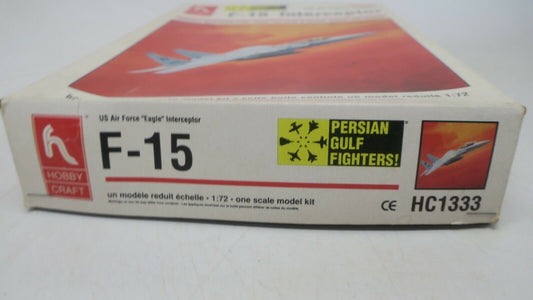 F-15 Interceptor
US Air Force "Eagle" Interceptor
F-15
HOBBY
CRAFT
PERSIAN
GULF
FIGHTERS!
un modèle reduit échelle • 1:72 • one scale model kit
CE HC1333